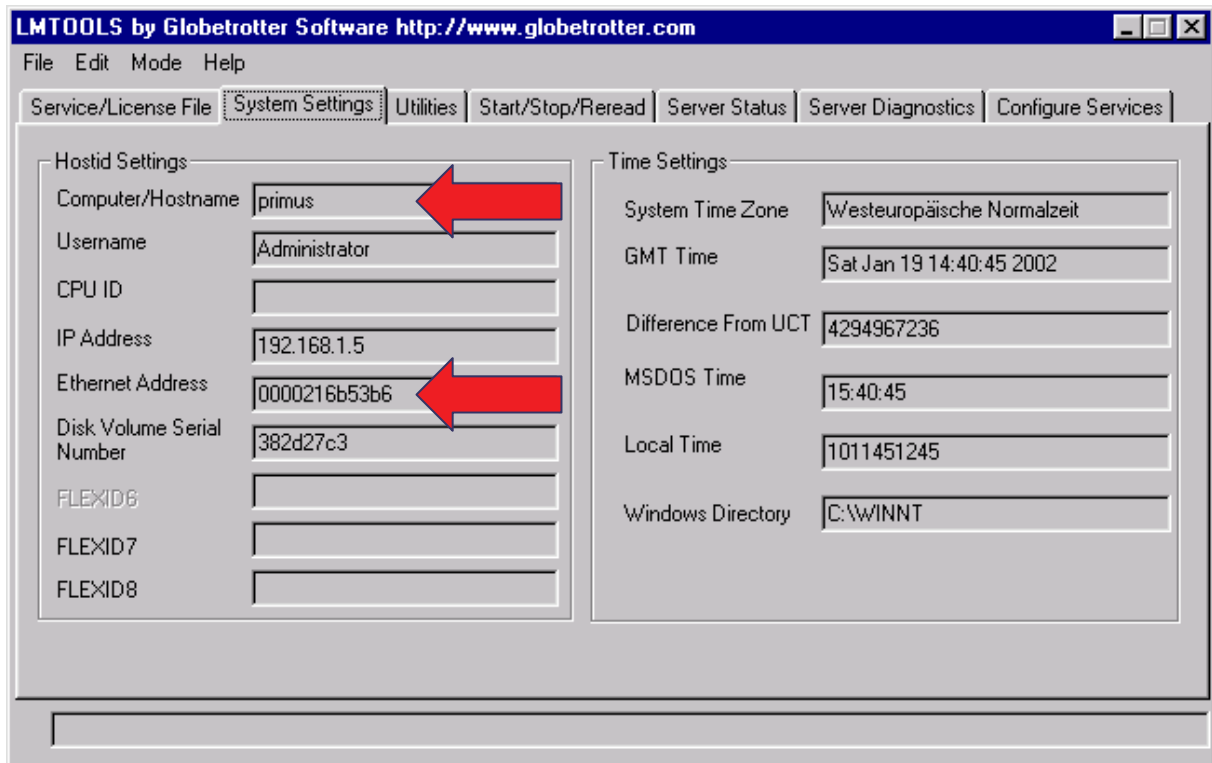 LMTOOLS by Globetrotter Software http://www.globetrotter.com
File Edit Mode Help
Service/License File System Settings Utilities Start/Stop/Reread Server Status Server Diagnostics Configure Services
Hostid Settings
Computer/Hostname primus
Username Administrator
CPU ID
IP Address 192.168.1.5
Ethernet Address 0000216b53b6
Disk Volume Serial
Number 382d27c3
FLEXID6
FLEXID7
FLEXID8
Time Settings
System Time Zone Westeuropäische Normalzeit
GMT Time Sat Jan 19 14:40:45 2002
Difference From UCT 4294967236
MSDOS Time 15:40:45
Local Time 1011451245
Windows Directory C:\WINNT